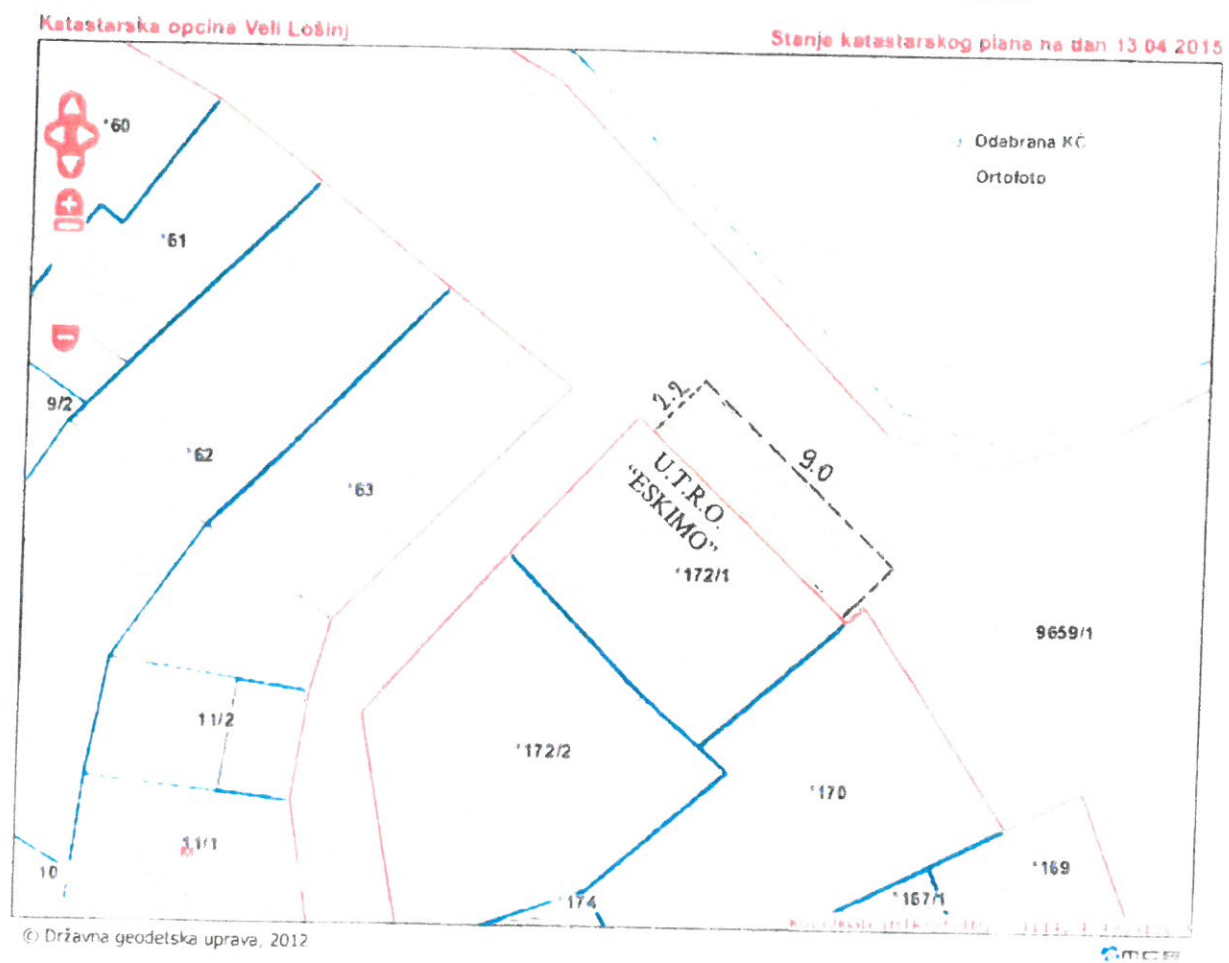 Katastarska opcina Veli Lošinj
Stanje katastarskog plana na dan 13 04 2015
*60
Odabrana KČ
Ortofoto
*61
9/2
2.2
9.0
*62
*63
U.T.R.O.
“ESKIMO”
*172/1
9659/1
11/2
*172/2
*170
11/1
10
*169
*167/1
*174
© Državna geodetska uprava, 2012